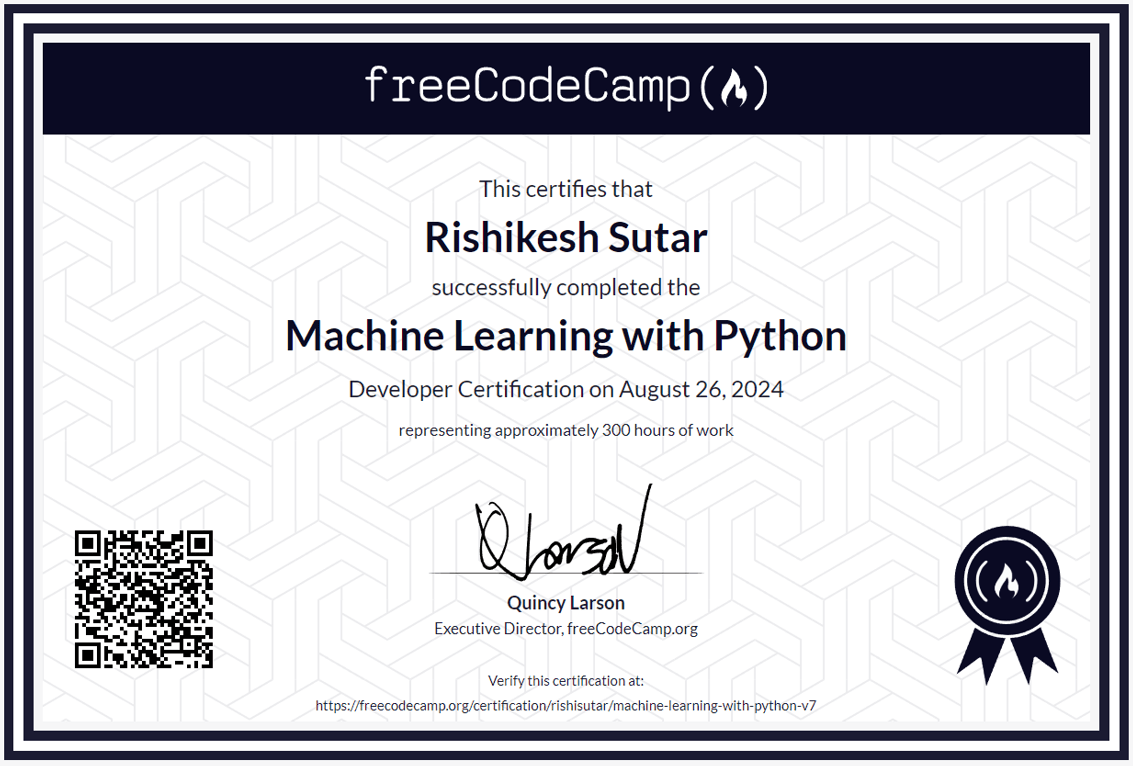 freeCodeCamp
This certifies that
Rishikesh Sutar
successfully completed the
Machine Learning with Python
Developer Certification on August 26, 2024
representing approximately 300 hours of work
Q Larson
Quincy Larson
Executive Director, freeCodeCamp.org
Verify this certification at:
https://freecodecamp.org/certification/rishisutar/machine-learning-with-python-v7